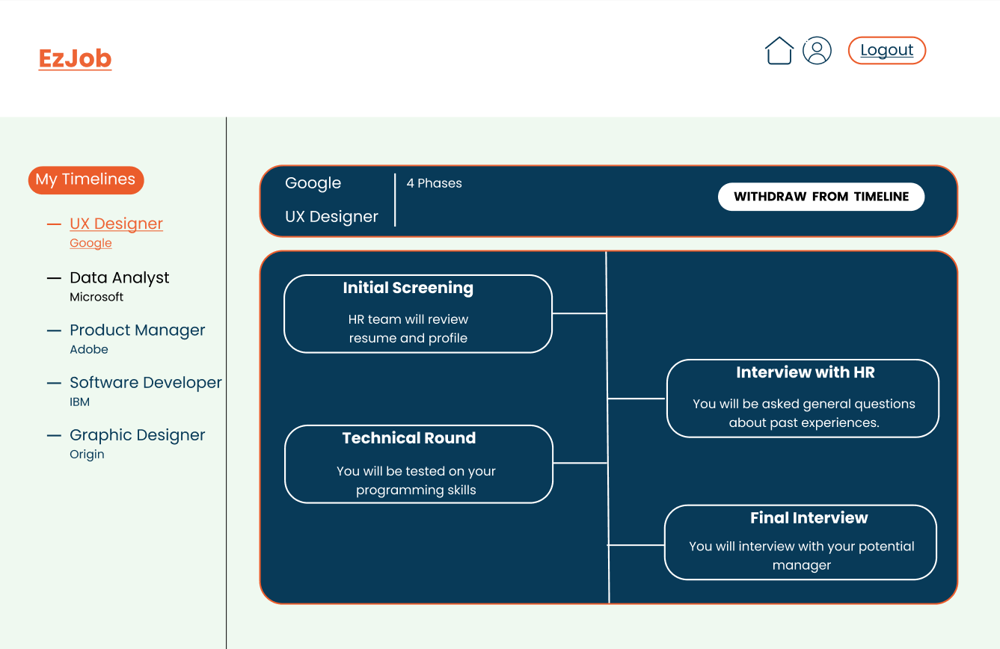 EzJob
Logout
My Timelines
UX Designer
Google
Data Analyst
Microsoft
Product Manager
Adobe
Software Developer
IBM
Graphic Designer
Origin
Google
UX Designer
4 Phases
WITHDRAW FROM TIMELINE
Initial Screening
HR team will review
resume and profile
Interview with HR
You will be asked general questions
about past experiences.
Technical Round
You will be tested on your
programming skills
Final Interview
You will interview with your potential
manager